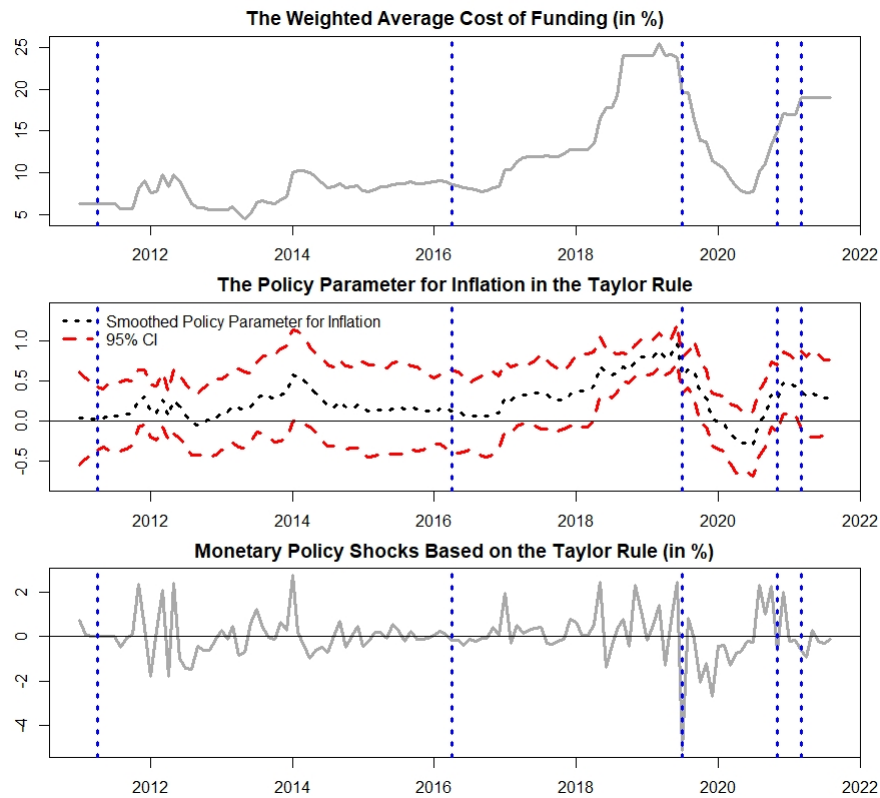 The Weighted Average Cost of Funding (in %)
25
20
15
10
5
2012 2014 2016 2018 2020 2022
The Policy Parameter for Inflation in the Taylor Rule
Smoothed Policy Parameter for Inflation
95% CI
1.0
0.5
0.0
-0.5
2012 2014 2016 2018 2020 2022
Monetary Policy Shocks Based on the Taylor Rule (in %)
2
0
-2
-4
2012 2014 2016 2018 2020 2022